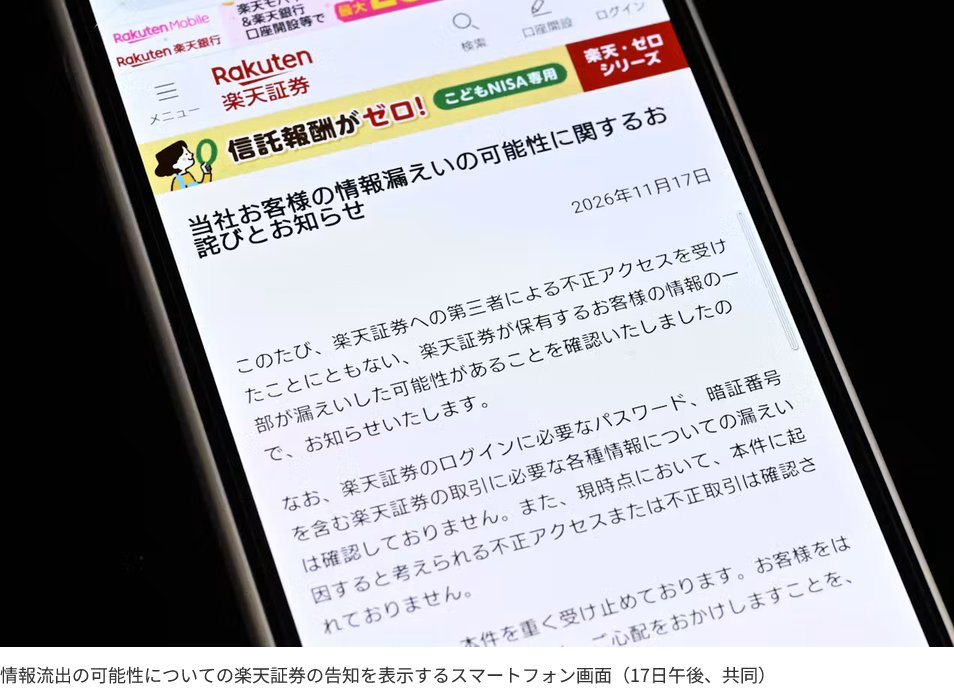 Rakuten Mobile
楽天モバイ
&楽天銀行
口座開設等で
最大
Rakuten 楽天銀行
検索
口座開設
ログイン
メニュー
Rakuten
楽天証券
信託報酬がゼロ!
こどもNISA専用
楽天・ゼロ
シリーズ
当社お客様の情報漏えいの可能性に関するお
詫びとお知らせ
2026年11月17日
このたび、楽天証券への第三者による不正アクセスを受け
たことにともない、楽天証券が保有するお客様の情報の一
部が漏えいした可能性があることを確認いたしましたの
で、お知らせいたします。
なお、楽天証券のログインに必要なパスワード、暗証番号
を含む楽天証券の取引に必要な各種情報についての漏えい
は確認しておりません。また、現時点において、本件に起
因すると考えられる不正アクセスまたは不正取引は確認さ
れておりません。
本件を重く受け止めております。お客様をは
ご心配をおかけしますことを、
情報流出の可能性についての楽天証券の告知を表示するスマートフォン画面（17日午後、共同）